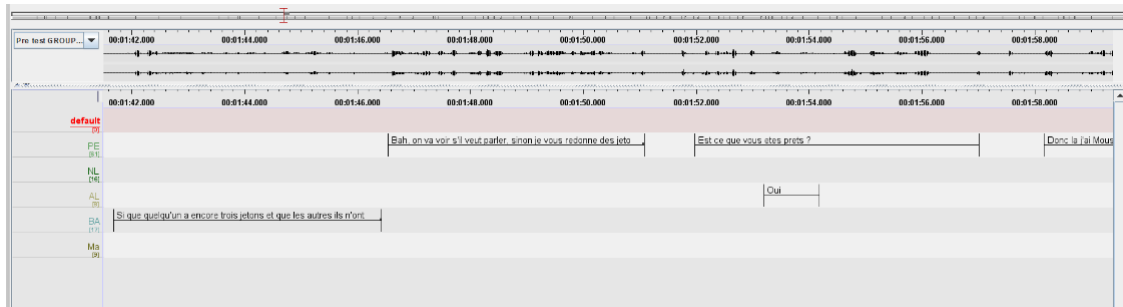 Pre test GROUP...
00:01:42.000 00:01:44.000 00:01:46.000 00:01:48.000 00:01:50.000 00:01:52.000 00:01:54.000 00:01:56.000 00:01:58.000
00:01:42.000 00:01:44.000 00:01:46.000 00:01:48.000 00:01:50.000 00:01:52.000 00:01:54.000 00:01:56.000 00:01:58.000
default
[0]
PE Bah, on va voir s'il veut parler, sinon je vous redonne des jeto Est ce que vous etes prets ? Donc la j'ai Mous
[51]
NL
[16]
AL Oui
BA Si que quelqu'un a encore trois jetons et que les autres ils n'ont
[17]
Ma
[9]